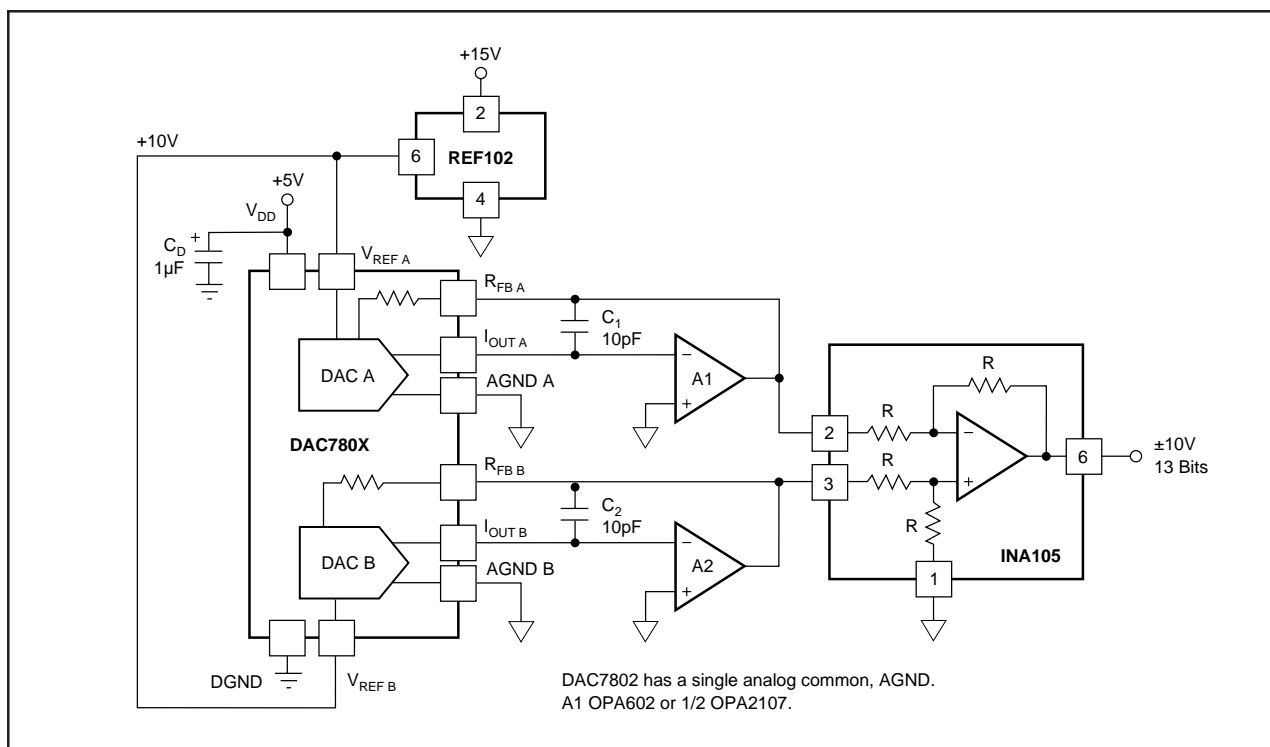 +15V
2
+10V
6
REF102
+5V
4
V_DD
C_D
+
1µF
V_REF A
R_FB A
C_1
10pF
I_OUT A
−
A1
+
DAC A
AGND A
R
R
2
−
DAC780X
6
±10V
13 Bits
R_FB B
3
R
+
C_2
10pF
R
I_OUT B
−
A2
+
INA105
DAC B
AGND B
1
DGND
V_REF B
DAC7802 has a single analog common, AGND.
A1 OPA602 or 1/2 OPA2107.